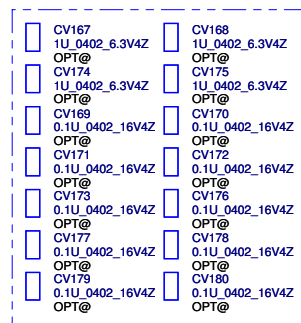 CV167
1U_0402_6.3V4Z
OPT@
CV168
1U_0402_6.3V4Z
OPT@
CV174
1U_0402_6.3V4Z
OPT@
CV175
1U_0402_6.3V4Z
OPT@
CV169
0.1U_0402_16V4Z
OPT@
CV170
0.1U_0402_16V4Z
OPT@
CV171
0.1U_0402_16V4Z
OPT@
CV172
0.1U_0402_16V4Z
OPT@
CV173
0.1U_0402_16V4Z
OPT@
CV176
0.1U_0402_16V4Z
OPT@
CV177
0.1U_0402_16V4Z
OPT@
CV178
0.1U_0402_16V4Z
OPT@
CV179
0.1U_0402_16V4Z
OPT@
CV180
0.1U_0402_16V4Z
OPT@